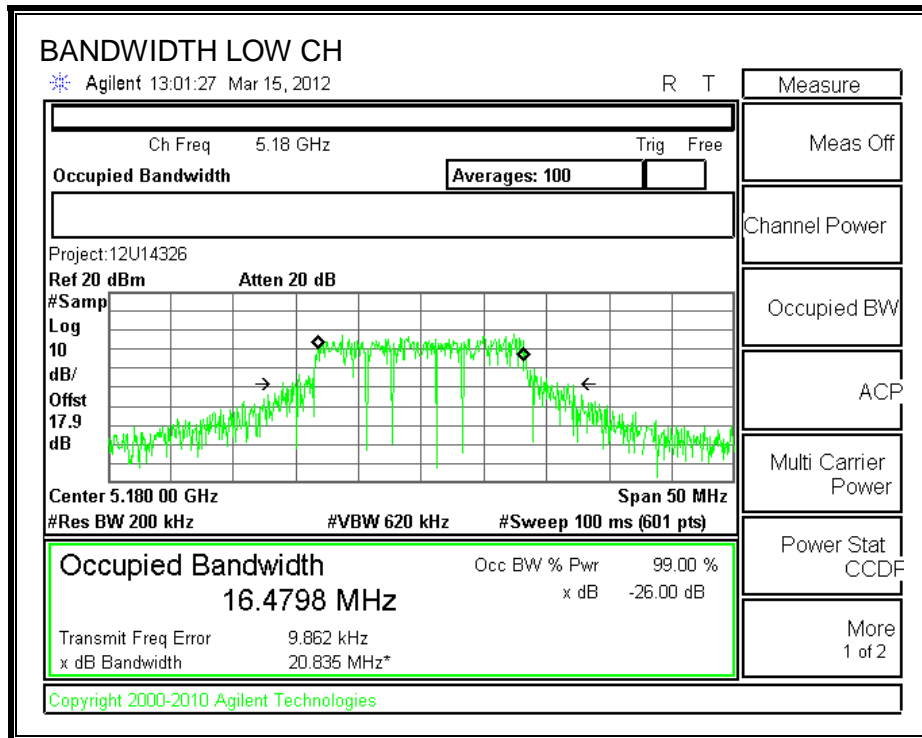 BANDWIDTH LOW CH
Agilent 13:01:27 Mar 15, 2012 R T
Measure
Ch Freq 5.18 GHz Trig Free
Occupied Bandwidth Averages: 100
Project:12U14326
Ref 20 dBm Atten 20 dB
#Samp
Log
10
dB/
Offst
17.9
dB
Center 5.180 00 GHz Span 50 MHz
#Res BW 200 kHz #VBW 620 kHz #Sweep 100 ms (601 pts)
Occupied Bandwidth Occ BW % Pwr 99.00 %
16.4798 MHz x dB -26.00 dB
Transmit Freq Error 9.862 kHz
x dB Bandwidth 20.835 MHz*
Copyright 2000-2010 Agilent Technologies
Meas Off
Channel Power
Occupied BW
ACP
Multi Carrier
Power
Power Stat
CCDF
More
1 of 2